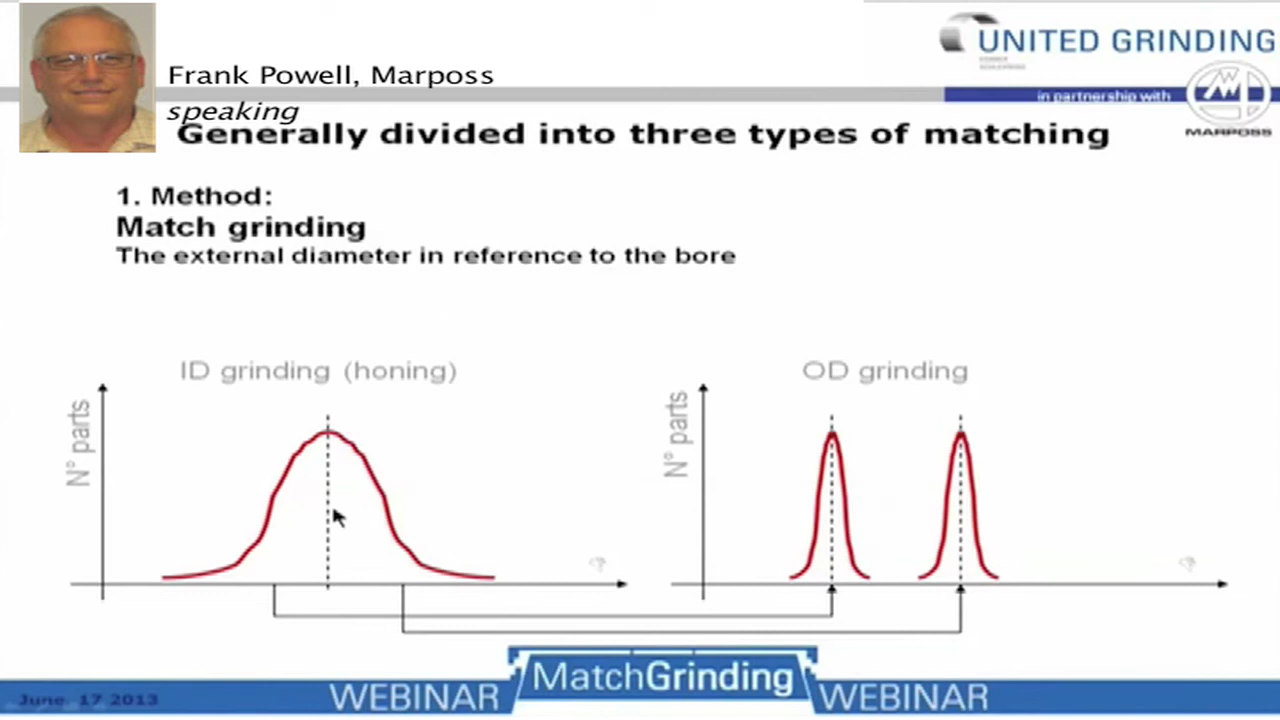 Frank Powell, Marposs
speaking
UNITED GRINDING
in partnership with
MARPOSS
Generally divided into three types of matching
1. Method:
Match grinding
The external diameter in reference to the bore
ID grinding (honing)
OD grinding
N° parts
N° parts
MatchGrinding
WEBINAR
WEBINAR
June 17 2013